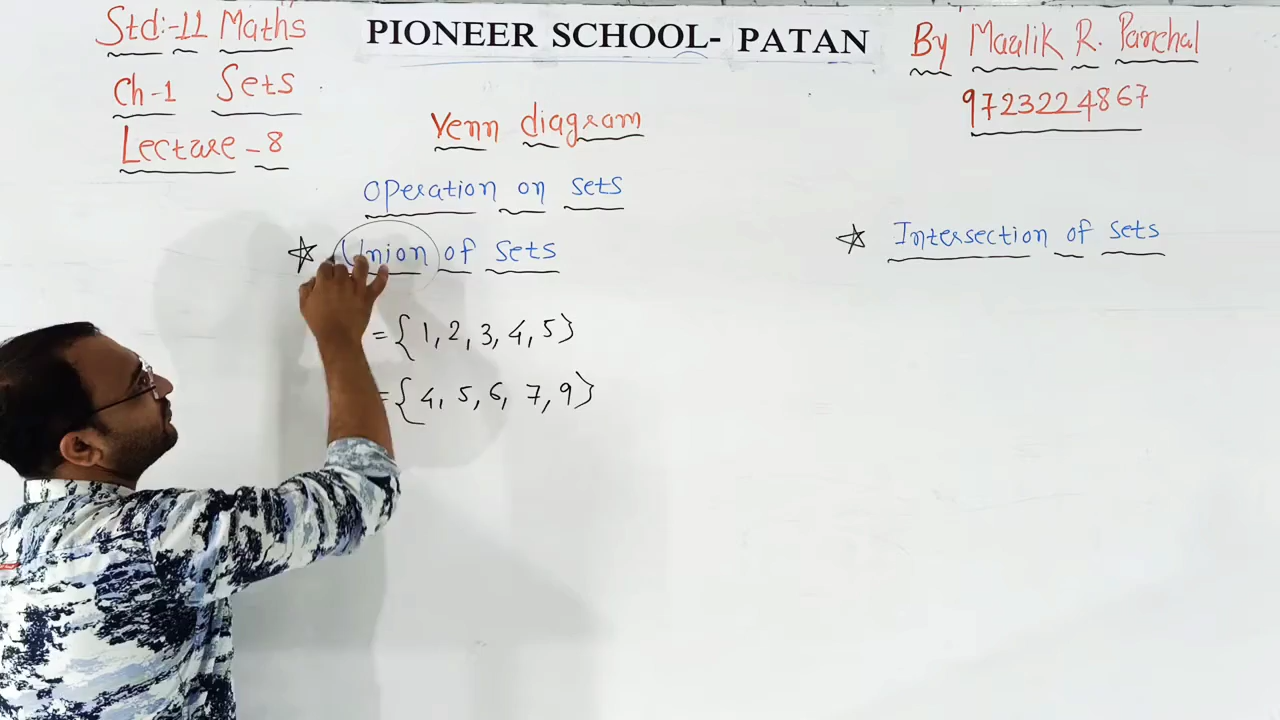 Std:-11 Maths
Ch-1 Sets
Lecture-8
PIONEER SCHOOL- PATAN
By Maulik R. Panchal
9723224867
Venn diagram
Operation on sets
☆ Union of sets
= {1, 2, 3, 4, 5}
= {4, 5, 6, 7, 9}
☆ Intersection of sets